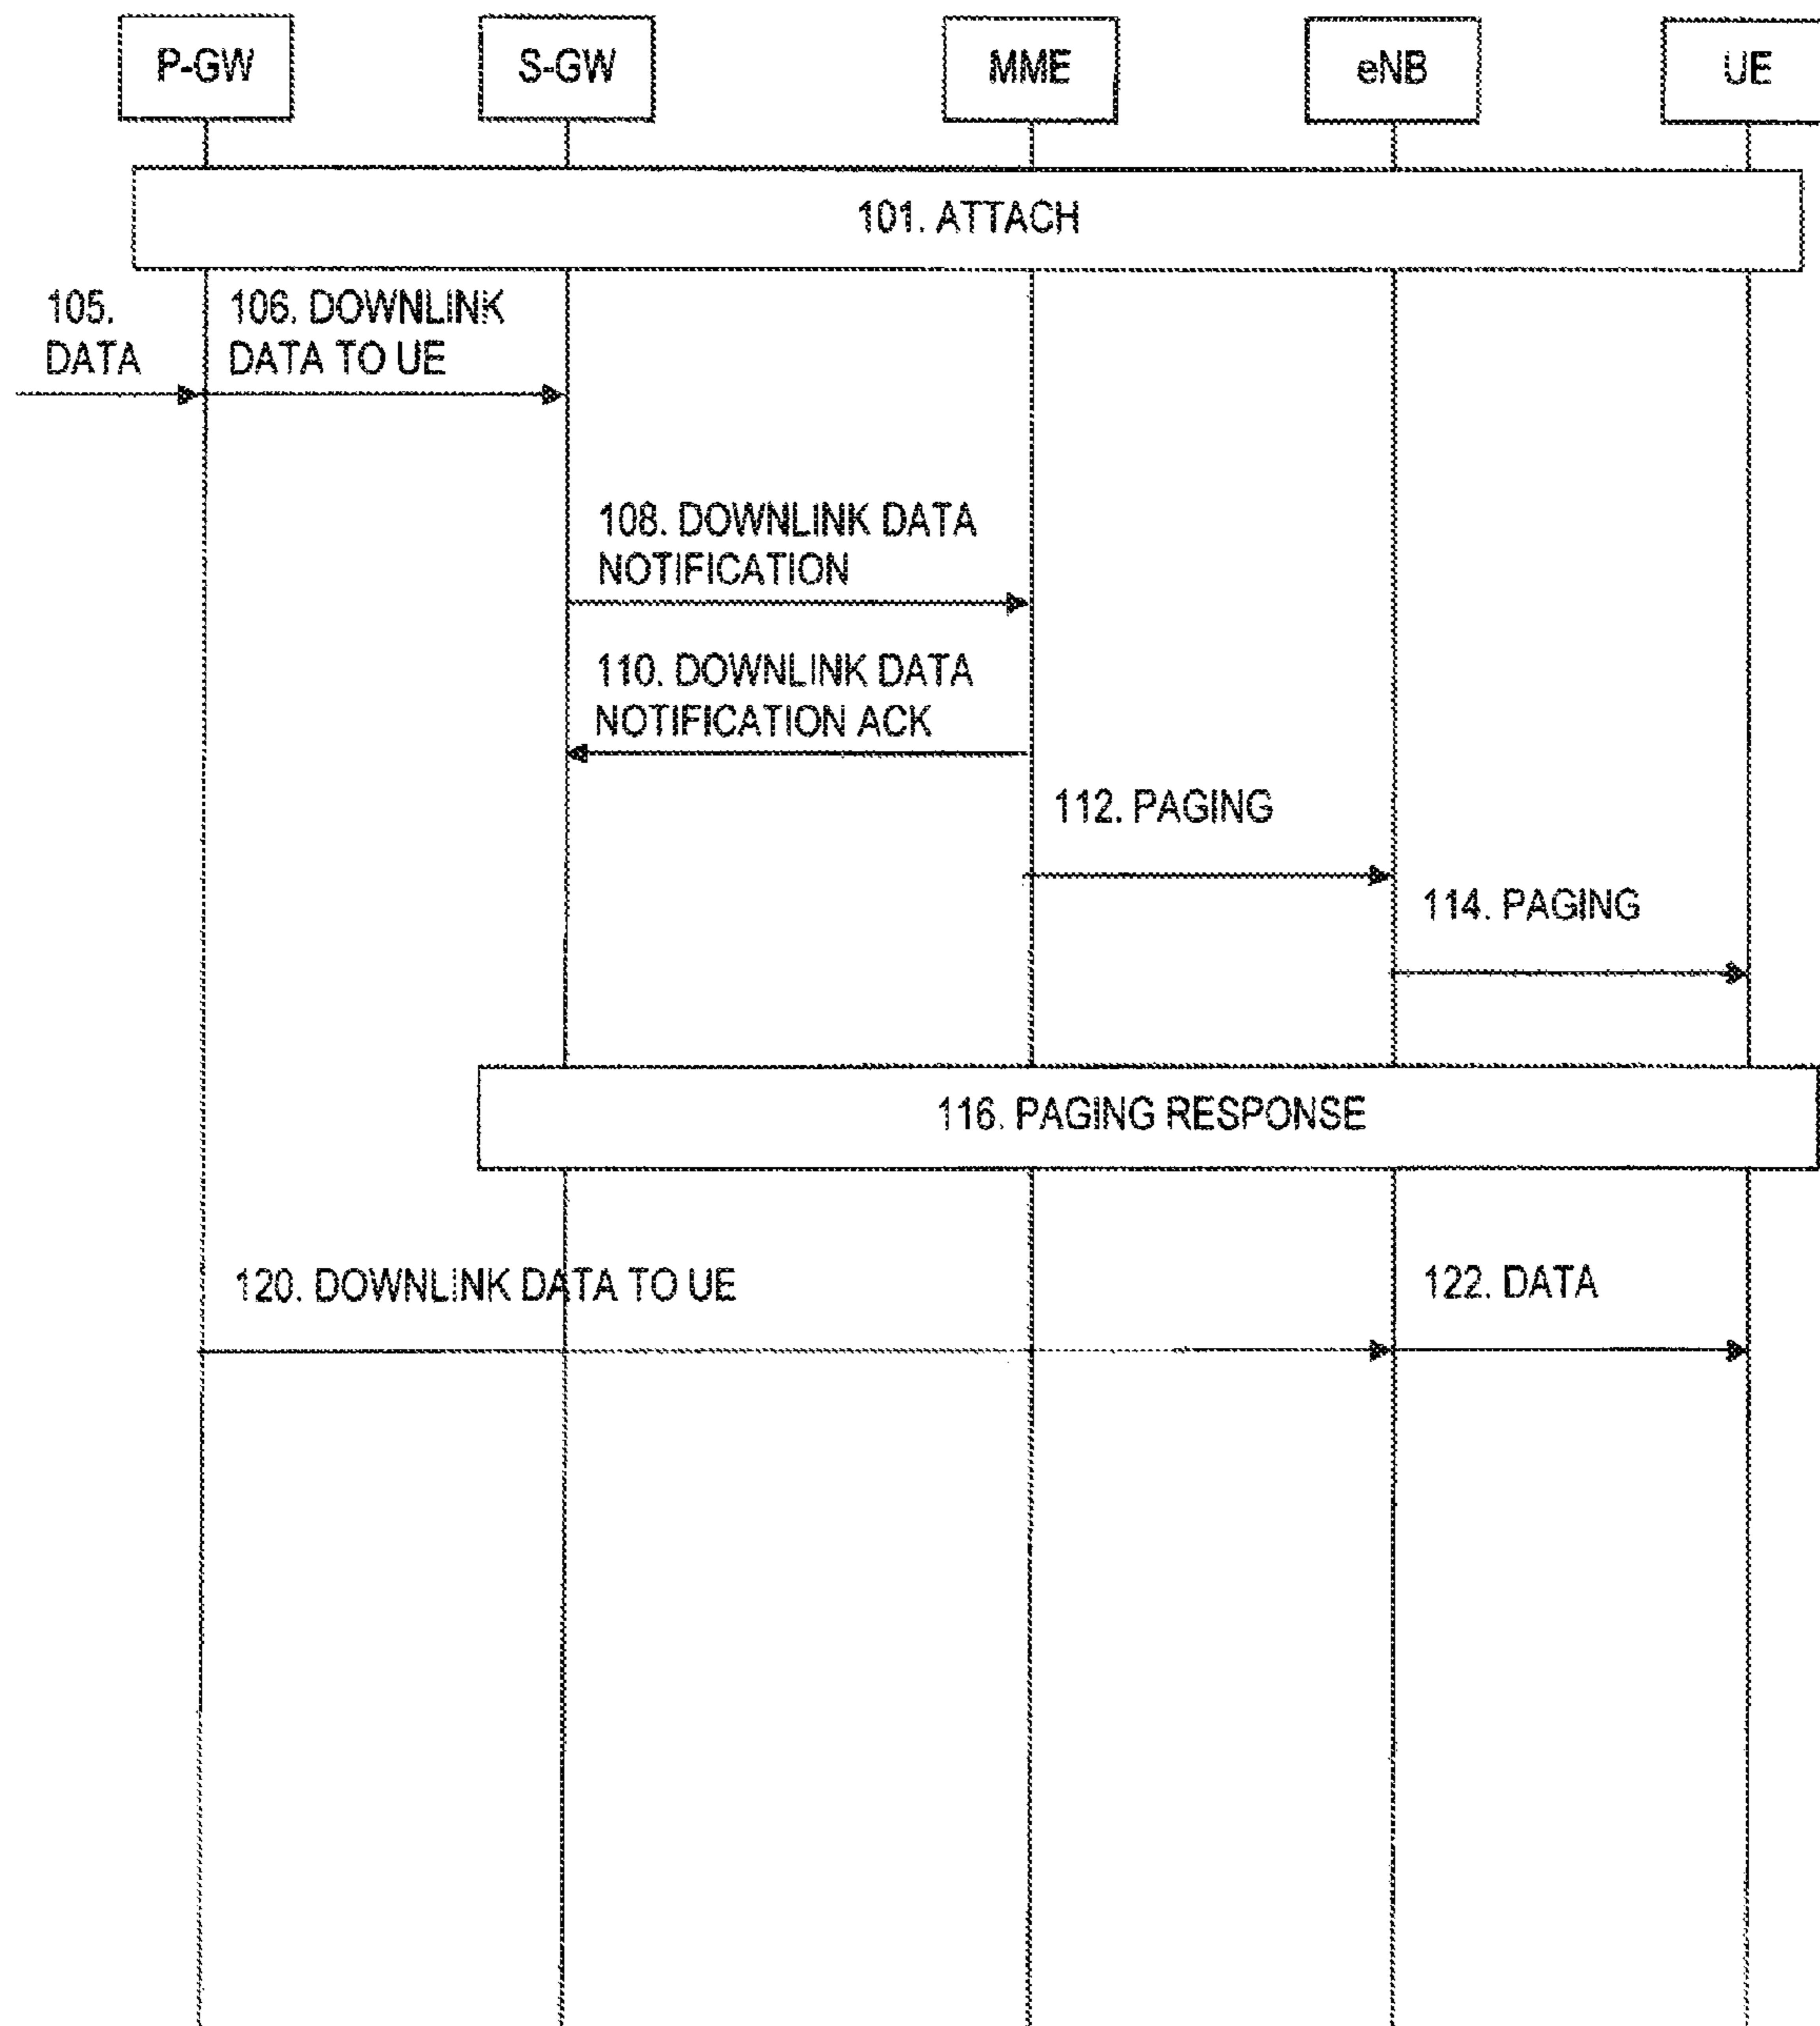 P-GW
S-GW
MME
eNB
UE
101. ATTACH
105.
DATA
106. DOWNLINK
DATA TO UE
108. DOWNLINK DATA
NOTIFICATION
110. DOWNLINK DATA
NOTIFICATION ACK
112. PAGING
114. PAGING
116. PAGING RESPONSE
120. DOWNLINK DATA TO UE
122. DATA